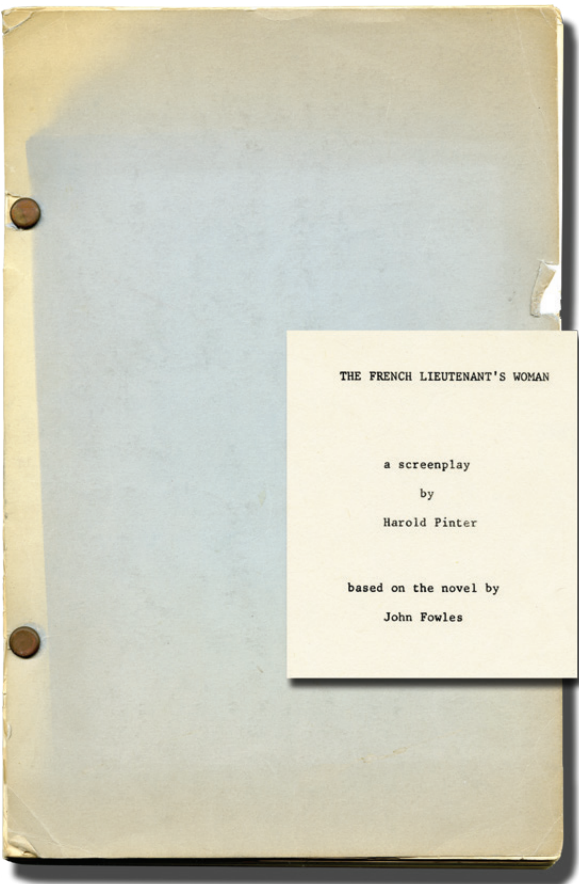 THE FRENCH LIEUTENANT'S WOMAN
a screenplay
by
Harold Pinter
based on the novel by
John Fowles